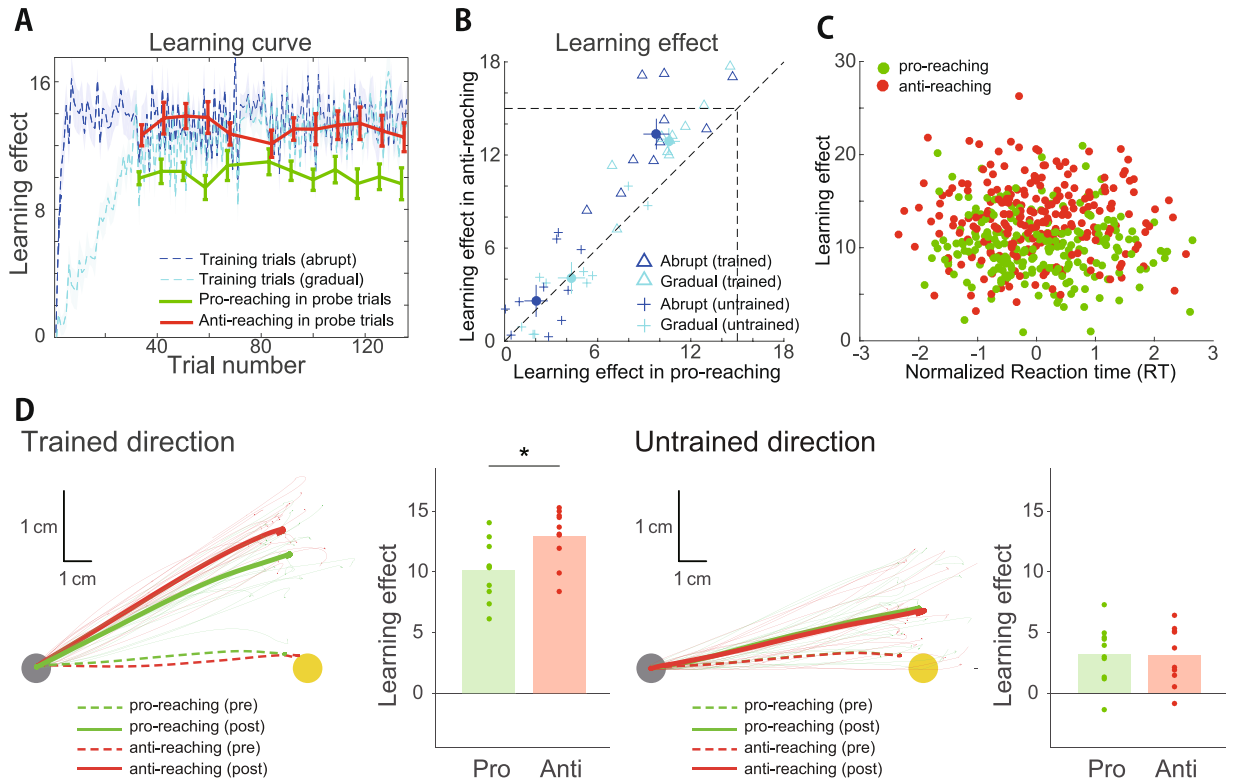 A
Learning curve
Learning effect
16
12
8
4
0
40
80
120
Trial number
Training trials (abrupt)
Training trials (gradual)
Pro-reaching in probe trials
Anti-reaching in probe trials
B
Learning effect
Learning effect in anti-reaching
18
12
6
0
0
6
12
18
Learning effect in pro-reaching
Abrupt (trained)
Gradual (trained)
Abrupt (untrained)
Gradual (untrained)
C
pro-reaching
anti-reaching
Learning effect
30
20
10
0
-3
-2
-1
0
1
2
3
Normalized Reaction time (RT)
D
Trained direction
1 cm
1 cm
pro-reaching (pre)
pro-reaching (post)
anti-reaching (pre)
anti-reaching (post)
*
Learning effect
15
10
5
0
Pro
Anti
Untrained direction
1 cm
1 cm
pro-reaching (pre)
pro-reaching (post)
anti-reaching (pre)
anti-reaching (post)
Learning effect
15
10
5
0
Pro
Anti